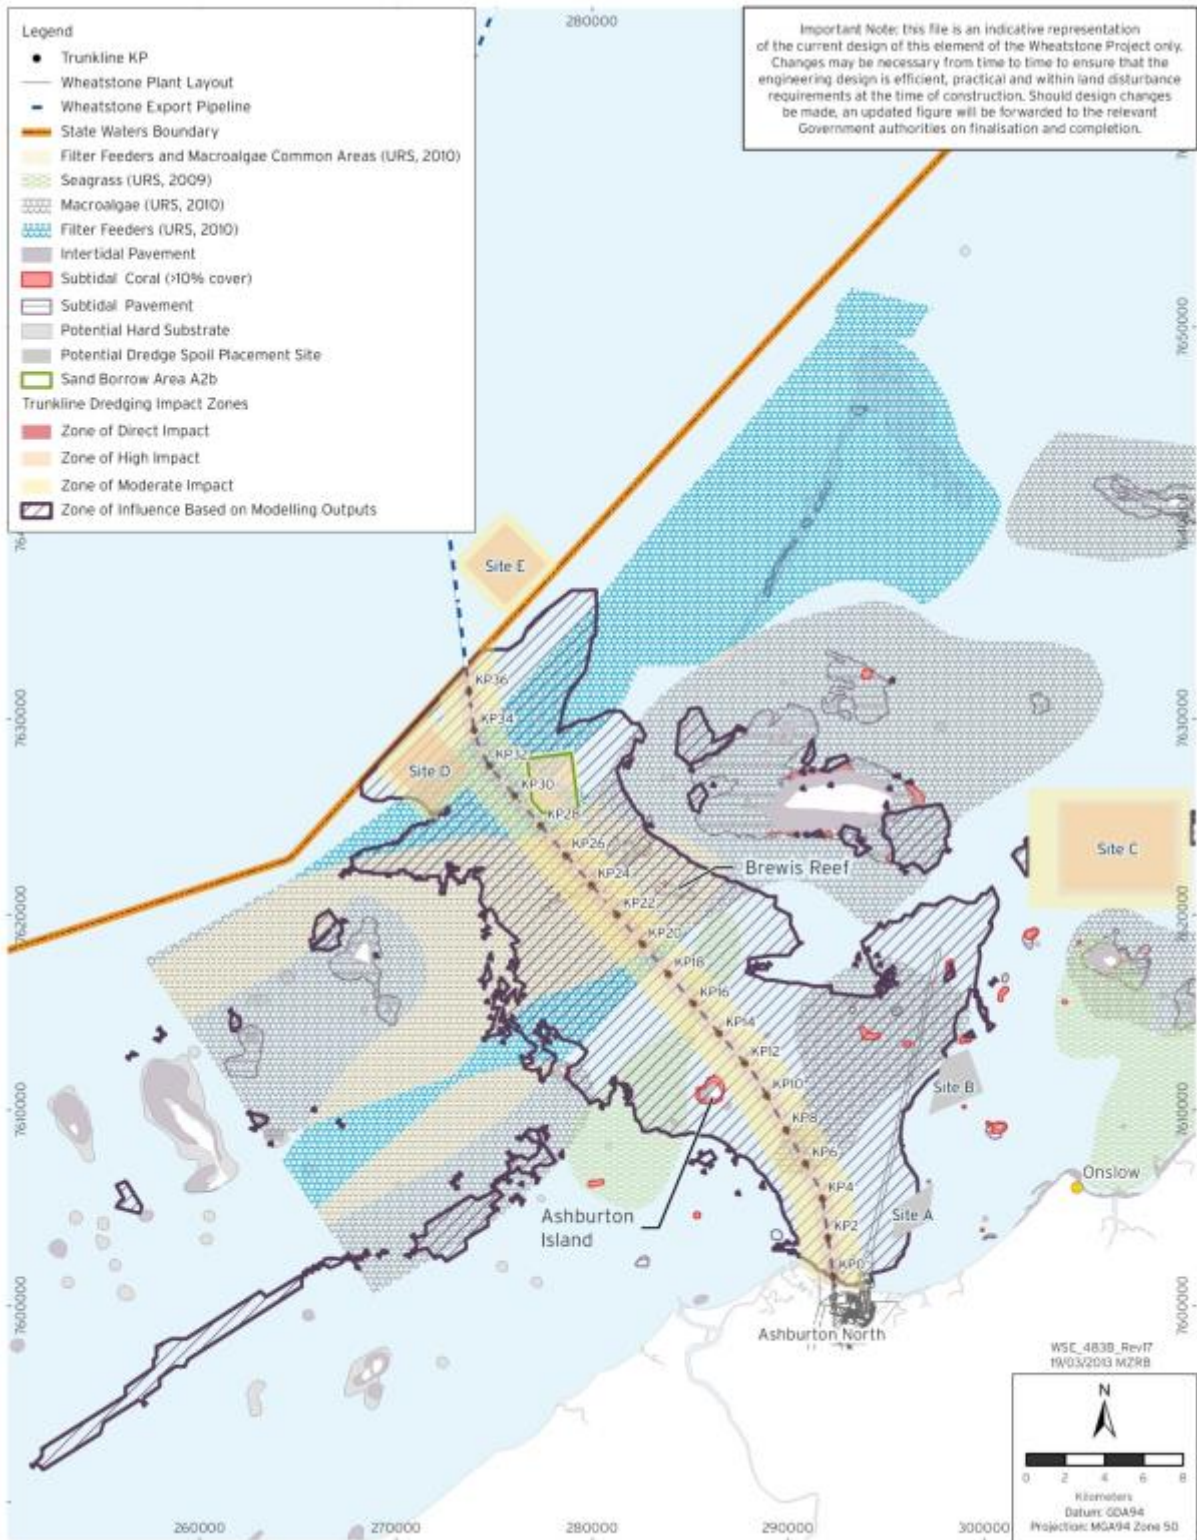 Legend
Trunkline KP
Wheatstone Plant Layout
Wheatstone Export Pipeline
State Waters Boundary
Filter Feeders and Macroalgae Common Areas (URS, 2010)
Seagrass (URS, 2009)
Macroalgae (URS, 2010)
Filter Feeders (URS, 2010)
Intertidal Pavement
Subtidal Coral (>10% cover)
Subtidal Pavement
Potential Hard Substrate
Potential Dredge Spoil Placement Site
Sand Borrow Area A2b
Trunkline Dredging Impact Zones
Zone of Direct Impact
Zone of High Impact
Zone of Moderate Impact
Zone of Influence Based on Modelling Outputs
280000
Important Note: this file is an indicative representation
of the current design of this element of the Wheatstone Project only.
Changes may be necessary from time to time to ensure that the
engineering design is efficient, practical and within land disturbance
requirements at the time of construction. Should design changes
be made, an updated figure will be forwarded to the relevant
Government authorities on finalisation and completion.
7650000
Site E
KP36
7630000
KP34
7630000
KP32
Site D
KP30
KP28
KP26
Site C
Brewis Reef
KP24
KP22
7620000
KP20
7620000
KP18
KP16
KP14
KP12
KP10
Site B
7610000
KP8
7610000
KP6
Onslow
KP4
Site A
Ashburton
Island
KP2
KP0
7600000
7600000
Ashburton North
WSE_483B_Rev17
19/03/2013 MZRB
N
0 2 4 6 8
Kilometers
Datum: GDA94
Projection: MGA94 Zone 50
260000
270000
280000
290000
300000